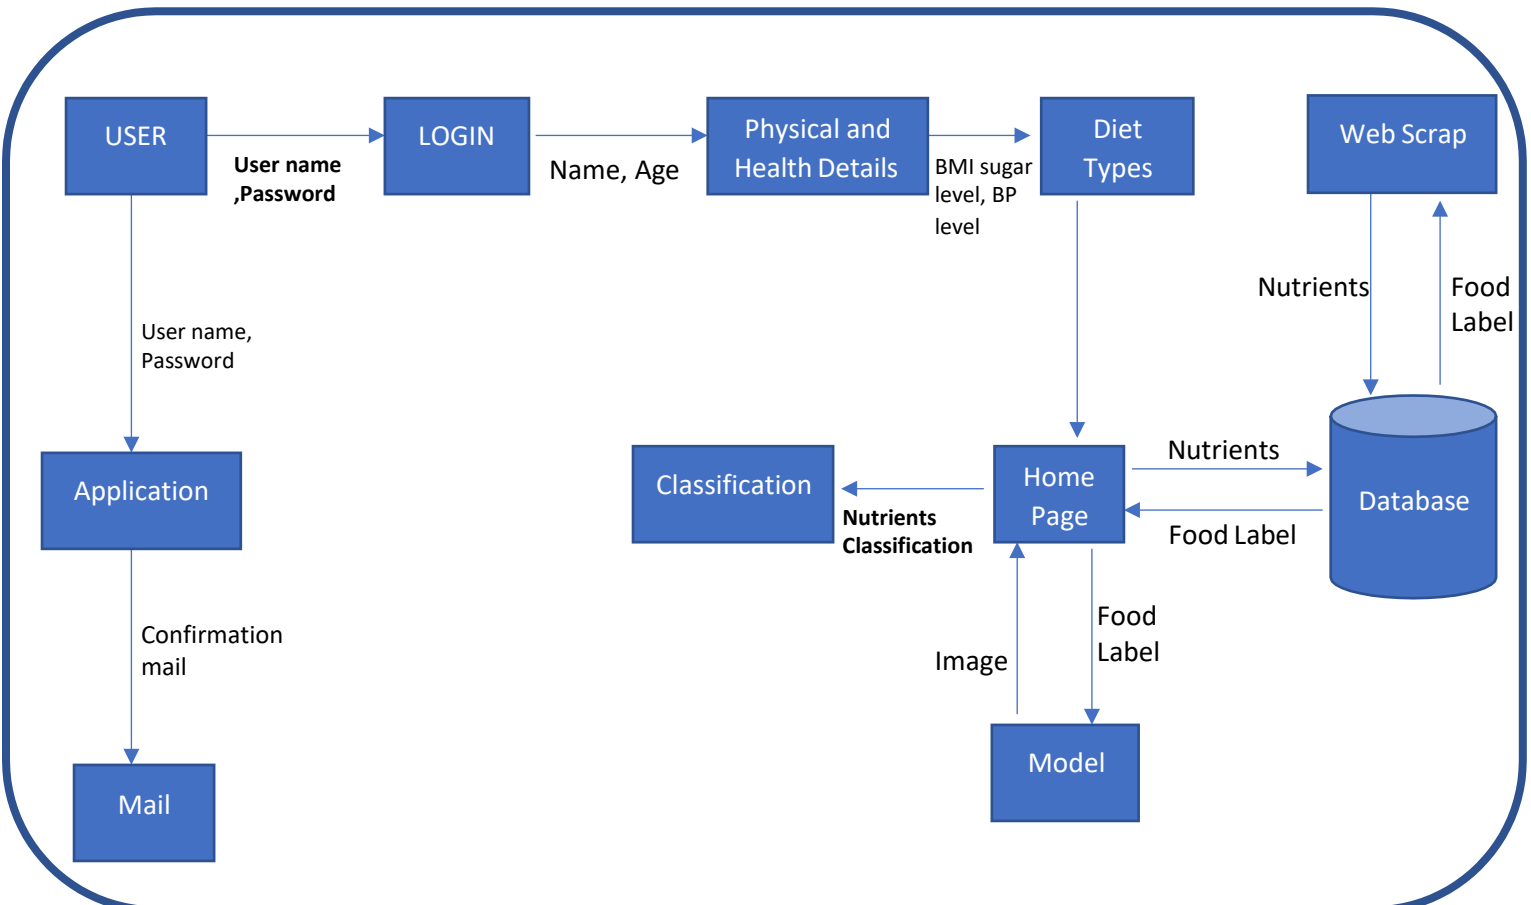 USER
User name
,Password
LOGIN
Name, Age
Physical and
Health Details
BMI sugar
level, BP
level
Diet
Types
Web Scrap
Nutrients
Food
Label
User name,
Password
Application
Classification
Nutrients
Classification
Home
Page
Nutrients
Food Label
Database
Confirmation
mail
Image
Food
Label
Mail
Model